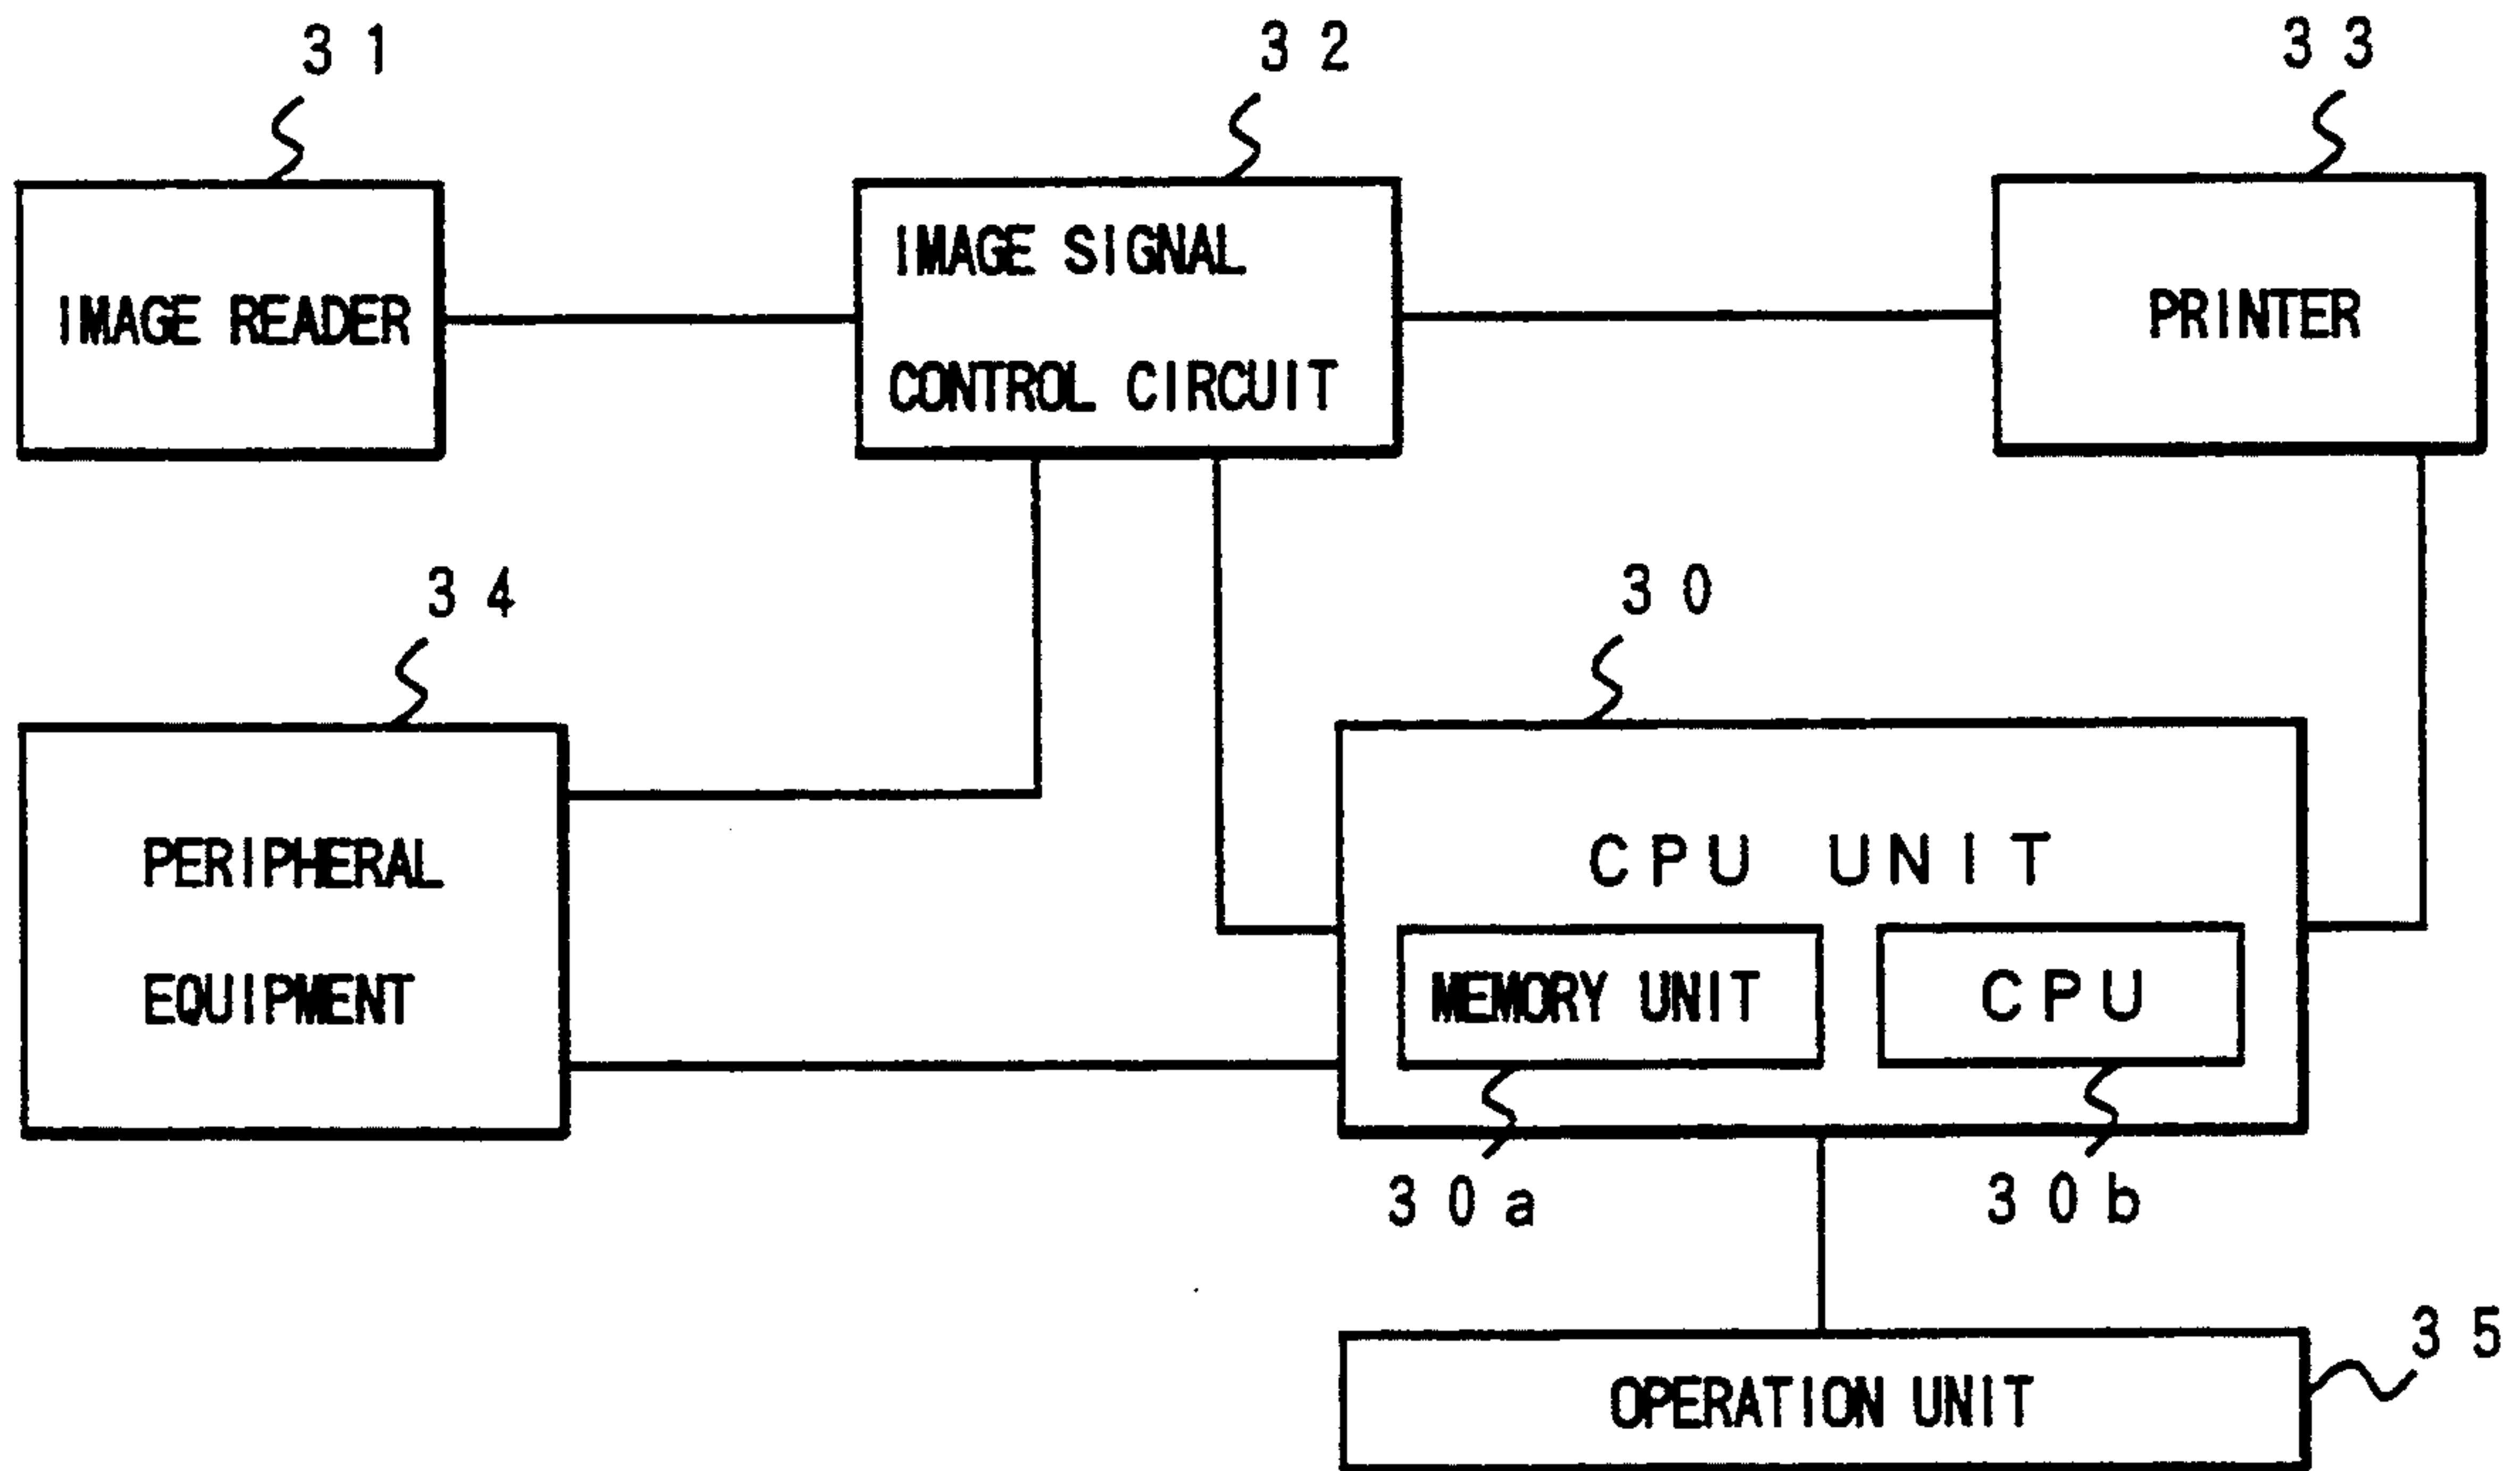 31
32
33
IMAGE READER
IMAGE SIGNAL
CONTROL CIRCUIT
PRINTER
34
30
PERIPHERAL
EQUIPMENT
CPU UNIT
MEMORY UNIT
CPU
30a
30b
35
OPERATION UNIT